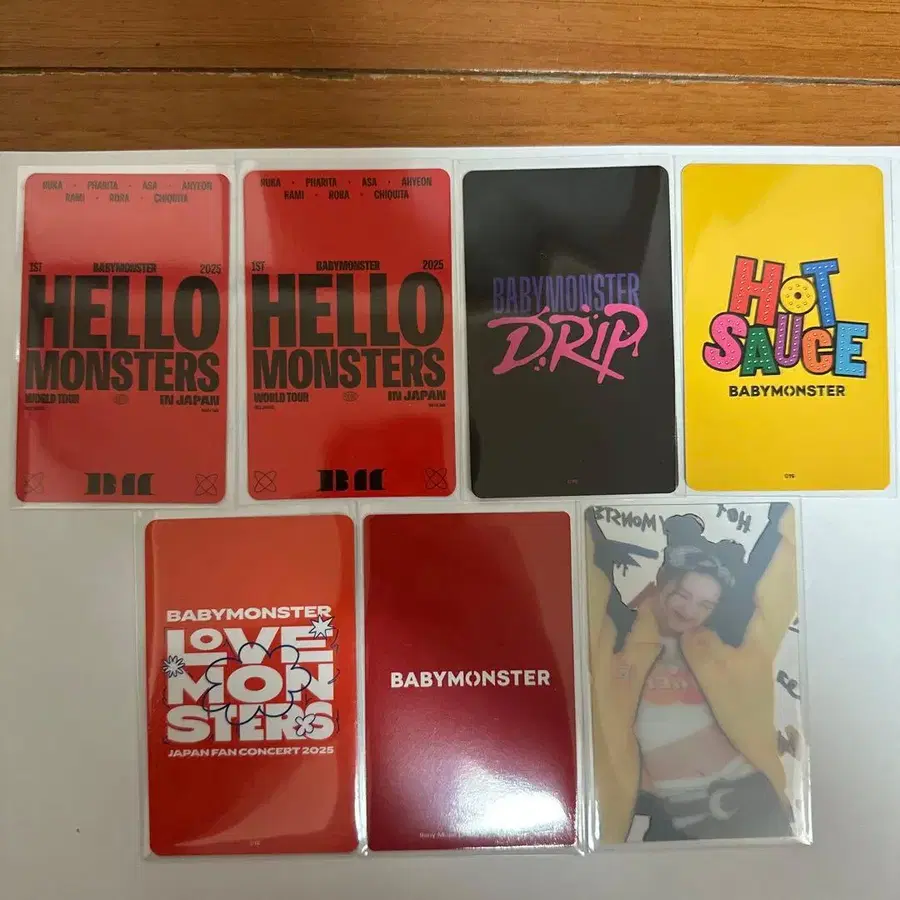 RUKA · PHARITA · ASA · AHYEON
RAMI · RORA · CHIQUITA
1ST BABYMONSTER 2025
HELLO
MONSTERS
WORLD TOUR IN JAPAN
RUKA · PHARITA · ASA · AHYEON
RAMI · RORA · CHIQUITA
1ST BABYMONSTER 2025
HELLO
MONSTERS
WORLD TOUR IN JAPAN
BABYMONSTER
DRIP
HOT
SAUCE
BABYMONSTER
BABYMONSTER
LOVE
MON
STERS
JAPAN FAN CONCERT 2025
BABYMONSTER
HOT